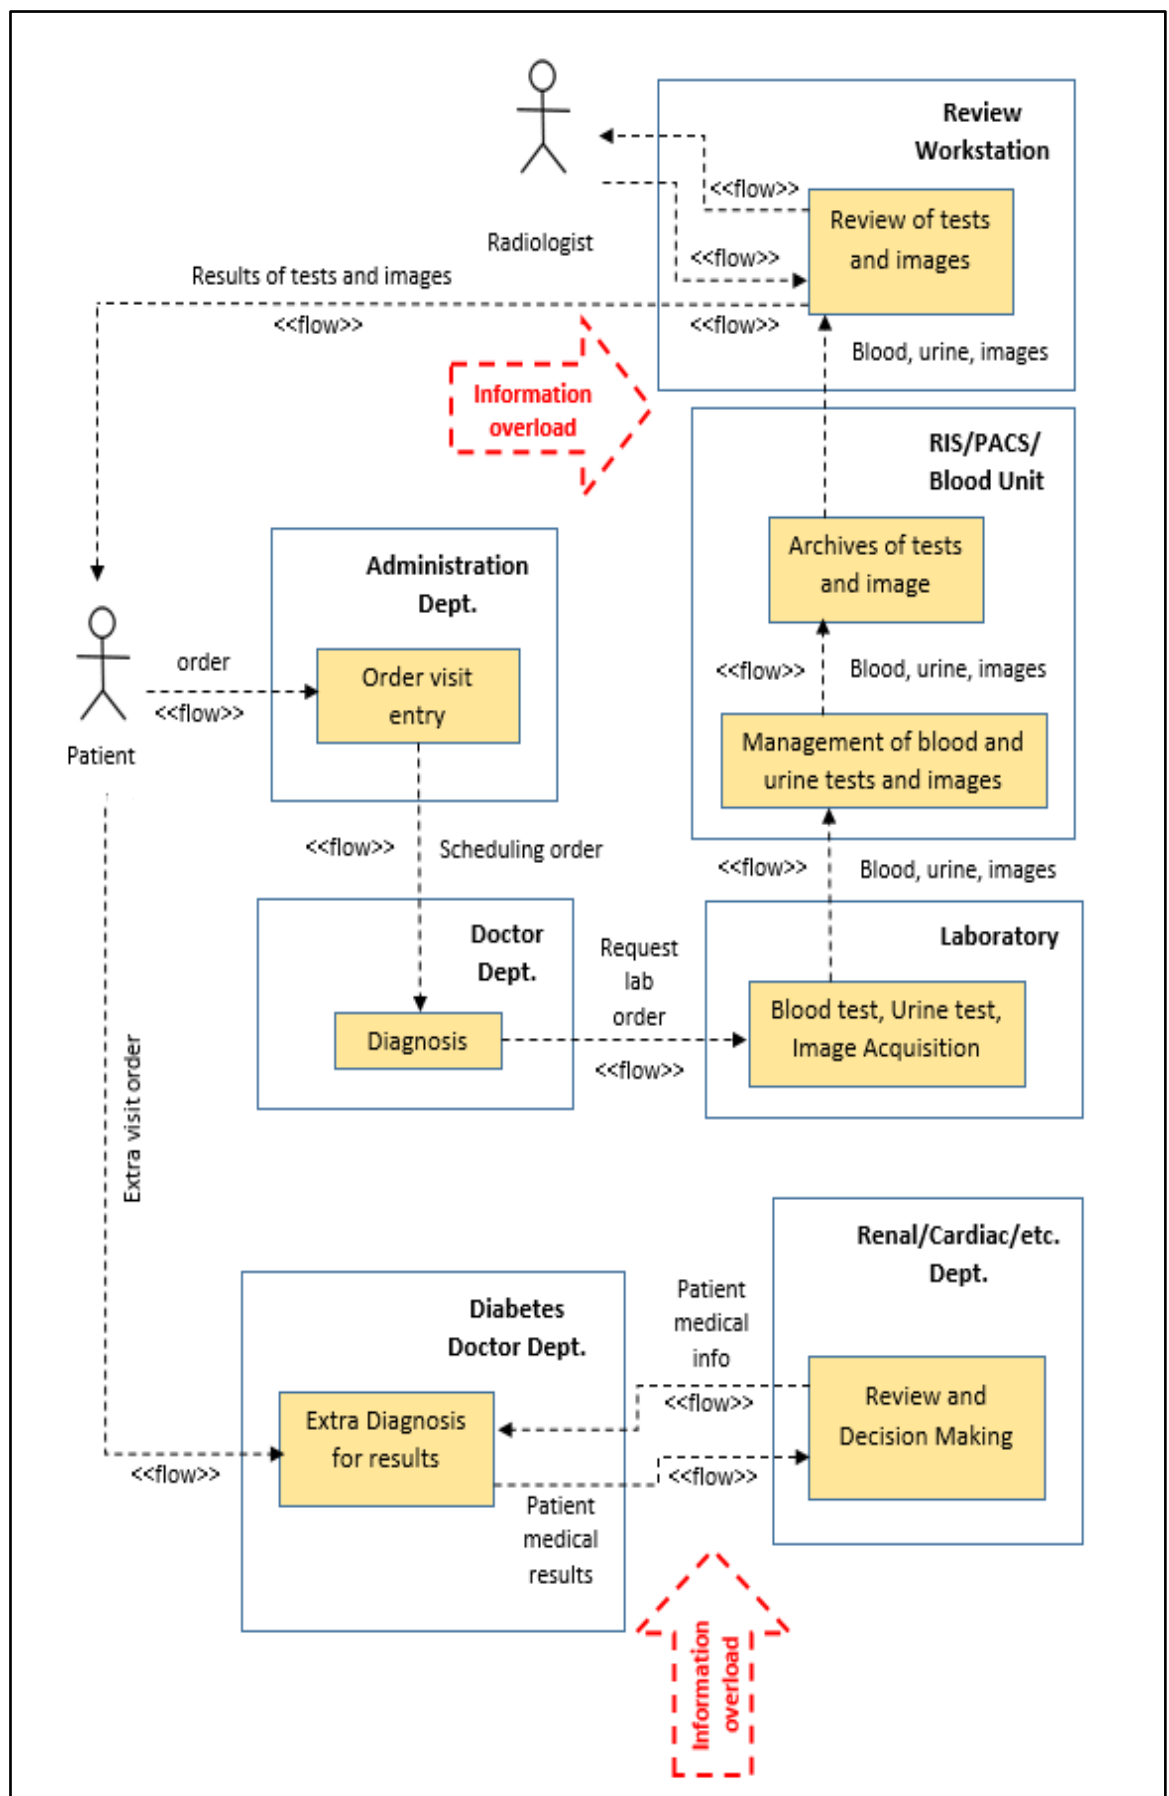 Review
Workstation
<<flow>>
Review of tests
and images
Radiologist
<<flow>>
Results of tests and images
<<flow>>
<<flow>>
Blood, urine, images
Information
overload
RIS/PACS/
Blood Unit
Archives of tests
and image
Administration
Dept.
order
<<flow>>
Order visit
entry
Patient
<<flow>>
Blood, urine, images
Management of blood and
urine tests and images
<<flow>>
Scheduling order
<<flow>>
Blood, urine, images
Doctor
Dept.
Diagnosis
Request
lab
order
<<flow>>
Laboratory
Blood test, Urine test,
Image Acquisition
Extra visit order
<<flow>>
Diabetes
Doctor Dept.
Extra Diagnosis
for results
Patient
medical
info
<<flow>>
Renal/Cardiac/etc.
Dept.
Review and
Decision Making
<<flow>>
Patient
medical
results
Information
overload